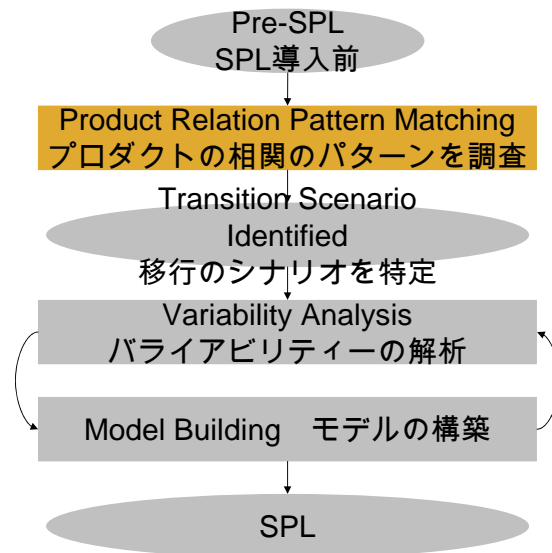 Pre-SPL
SPL導入前
Product Relation Pattern Matching
プロダクトの相関のパターンを調査
Transition Scenario
Identified
移行のシナリオを特定
Variability Analysis
バライアビリティーの解析
Model Building　モデルの構築
SPL